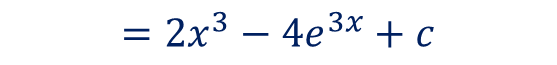 = 2x³ − 4e³ˣ + c